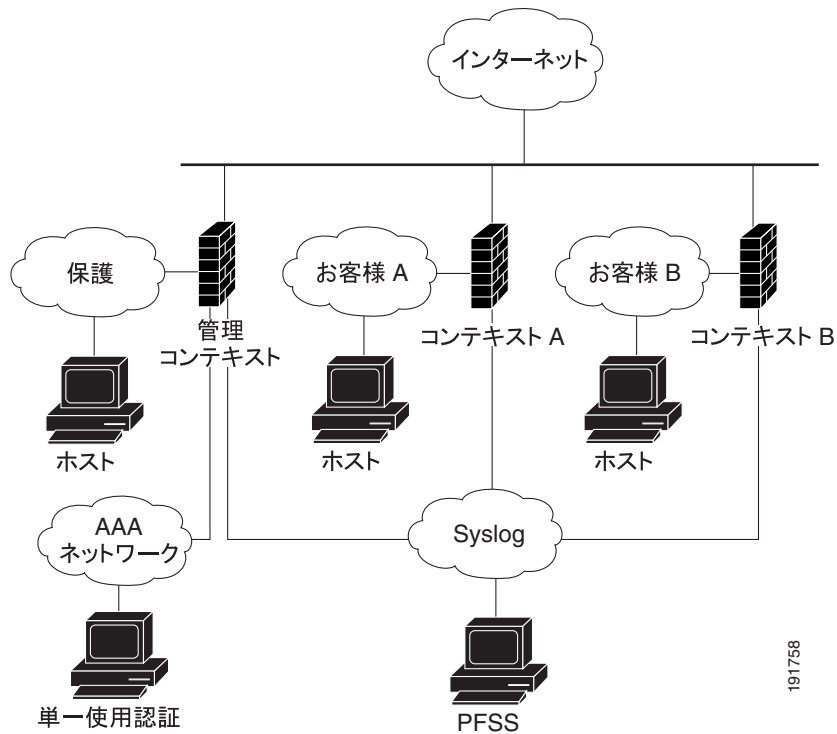 インターネット
保護
お客様 A
お客様 B
管理
コンテキスト
コンテキスト A
コンテキスト B
ホスト
ホスト
ホスト
AAA
ネットワーク
Syslog
単一使用認証
PFSS
191758